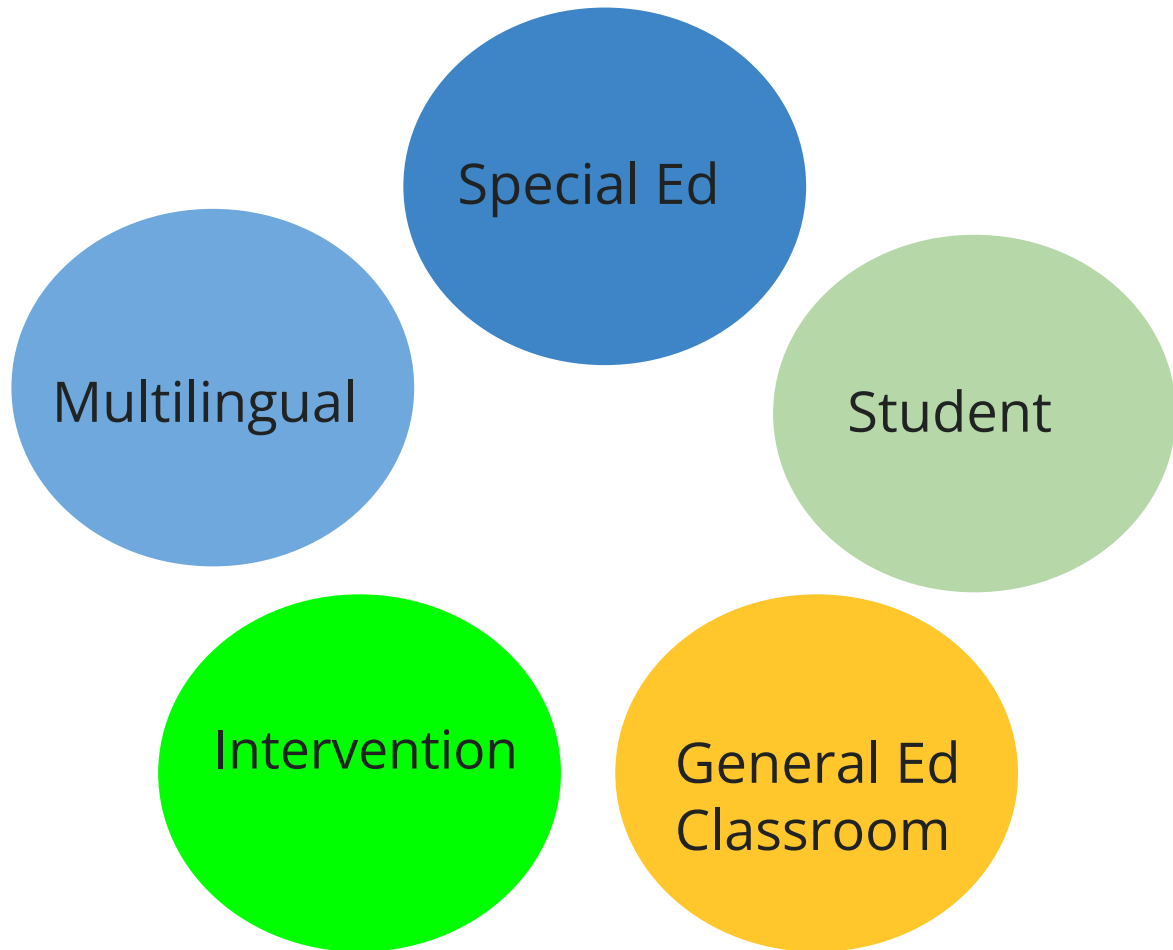 Special Ed
Multilingual
Student
Intervention
General Ed
Classroom